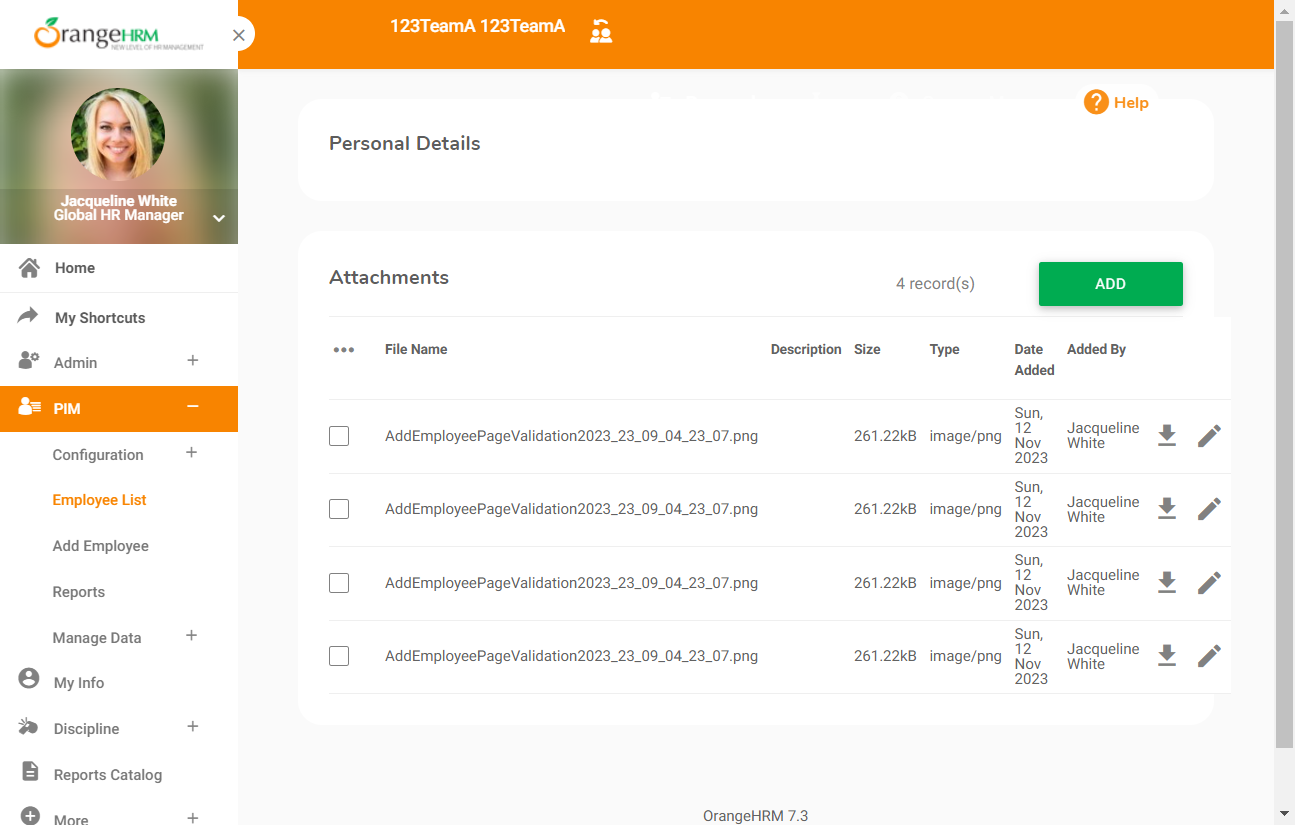 OrangeHRM
NEW LEVEL OF HR MANAGEMENT
123TeamA 123TeamA
Jacqueline White
Global HR Manager
Home
My Shortcuts
Admin
PIM
Configuration
Employee List
Add Employee
Reports
Manage Data
My Info
Discipline
Reports Catalog
More
? Help
Personal Details
Attachments
4 record(s)
ADD
File Name Description Size Type Date Added Added By
AddEmployeePageValidation2023_23_09_04_23_07.png 261.22kB image/png Sun, 12 Nov 2023 Jacqueline White
AddEmployeePageValidation2023_23_09_04_23_07.png 261.22kB image/png Sun, 12 Nov 2023 Jacqueline White
AddEmployeePageValidation2023_23_09_04_23_07.png 261.22kB image/png Sun, 12 Nov 2023 Jacqueline White
AddEmployeePageValidation2023_23_09_04_23_07.png 261.22kB image/png Sun, 12 Nov 2023 Jacqueline White
OrangeHRM 7.3